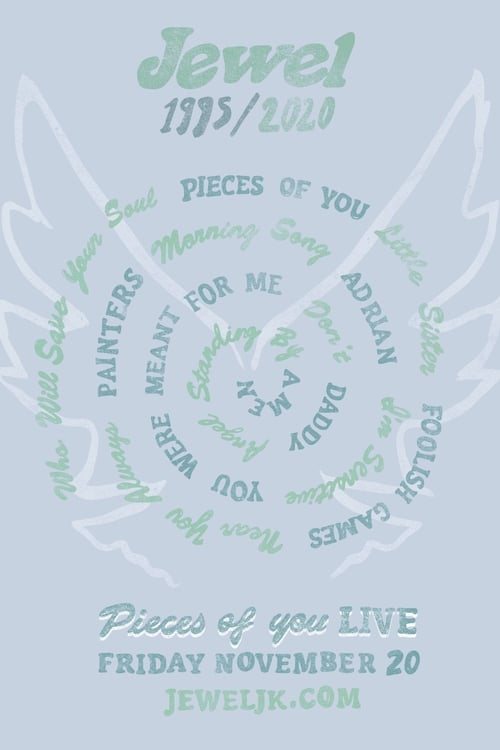 Jewel
1995/2020
Who Will Save Your Soul
PIECES OF YOU
Little Sister
FOOLISH GAMES
Near You Always
PAINTERS
Morning Song
ADRIAN
I'm Sensitive
YOU WERE MEANT FOR ME
Don't
DADDY
Angel Standing By
AMEN
Pieces of you LIVE
FRIDAY NOVEMBER 20
JEWELJK.COM